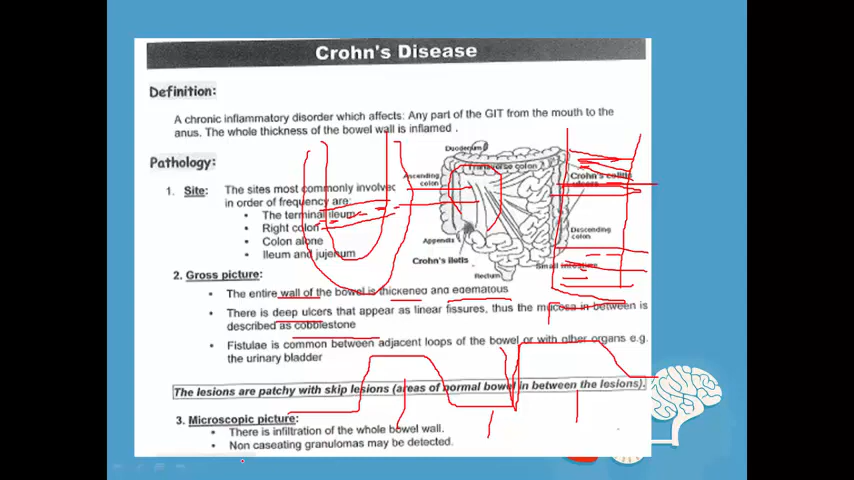 Crohn's Disease
Definition:
A chronic inflammatory disorder which affects: Any part of the GIT from the mouth to the
anus. The whole thickness of the bowel wall is inflamed .
Pathology:
1. Site: The sites most commonly involved
in order of frequency are:
• The terminal ileum
• Right colon
• Colon alone
• Ileum and jejunum
Duodenum
Transverse colon
Ascending
colon
Crohn's colitis
ulcers
Descending
colon
Appendix
Crohn's Ileitis
Small intestine
Rectum
2. Gross picture:
• The entire wall of the bowel is thickened and edematous
• There is deep ulcers that appear as linear fissures, thus the mucosa in between is
described as cobblestone
• Fistulae is common between adjacent loops of the bowel or with other organs e.g.
the urinary bladder
The lesions are patchy with skip lesions (areas of normal bowel in between the lesions).
3. Microscopic picture:
• There is infiltration of the whole bowel wall.
• Non caseating granulomas may be detected.